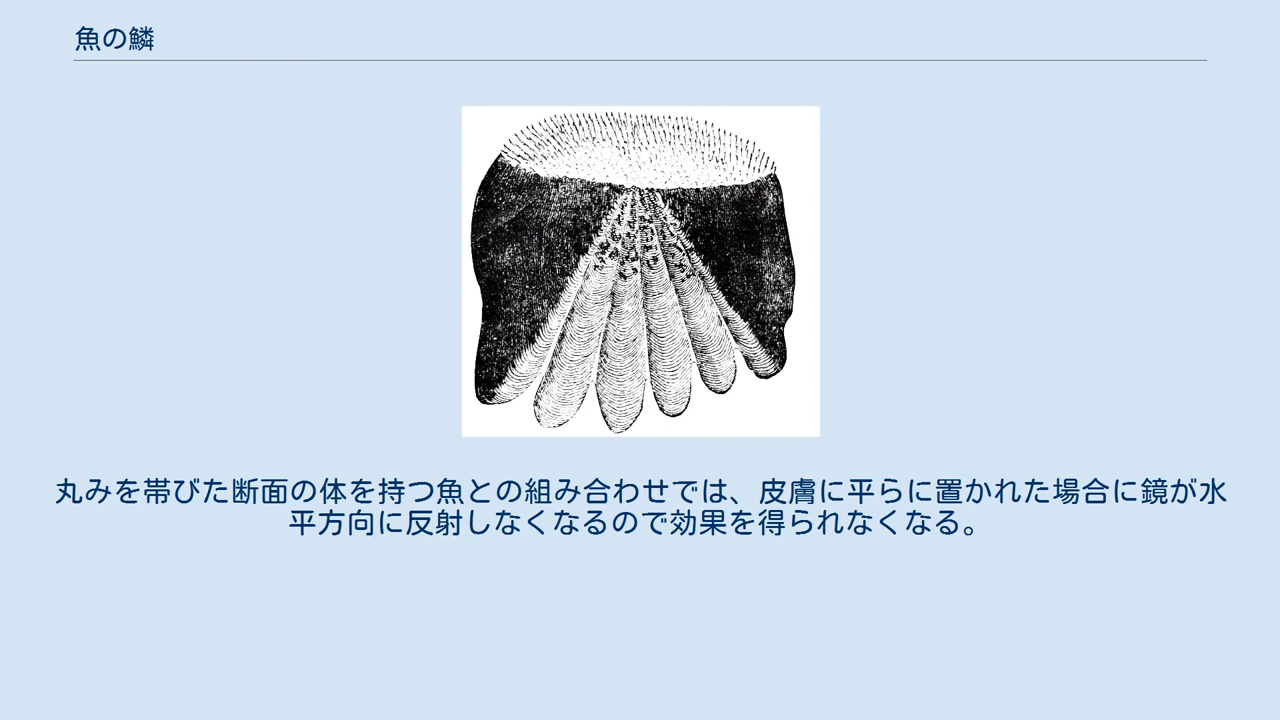 魚の鱗
丸みを帯びた断面の体を持つ魚との組み合わせでは、皮膚に平らに置かれた場合に鏡が水
平方向に反射しなくなるので効果を得られなくなる。